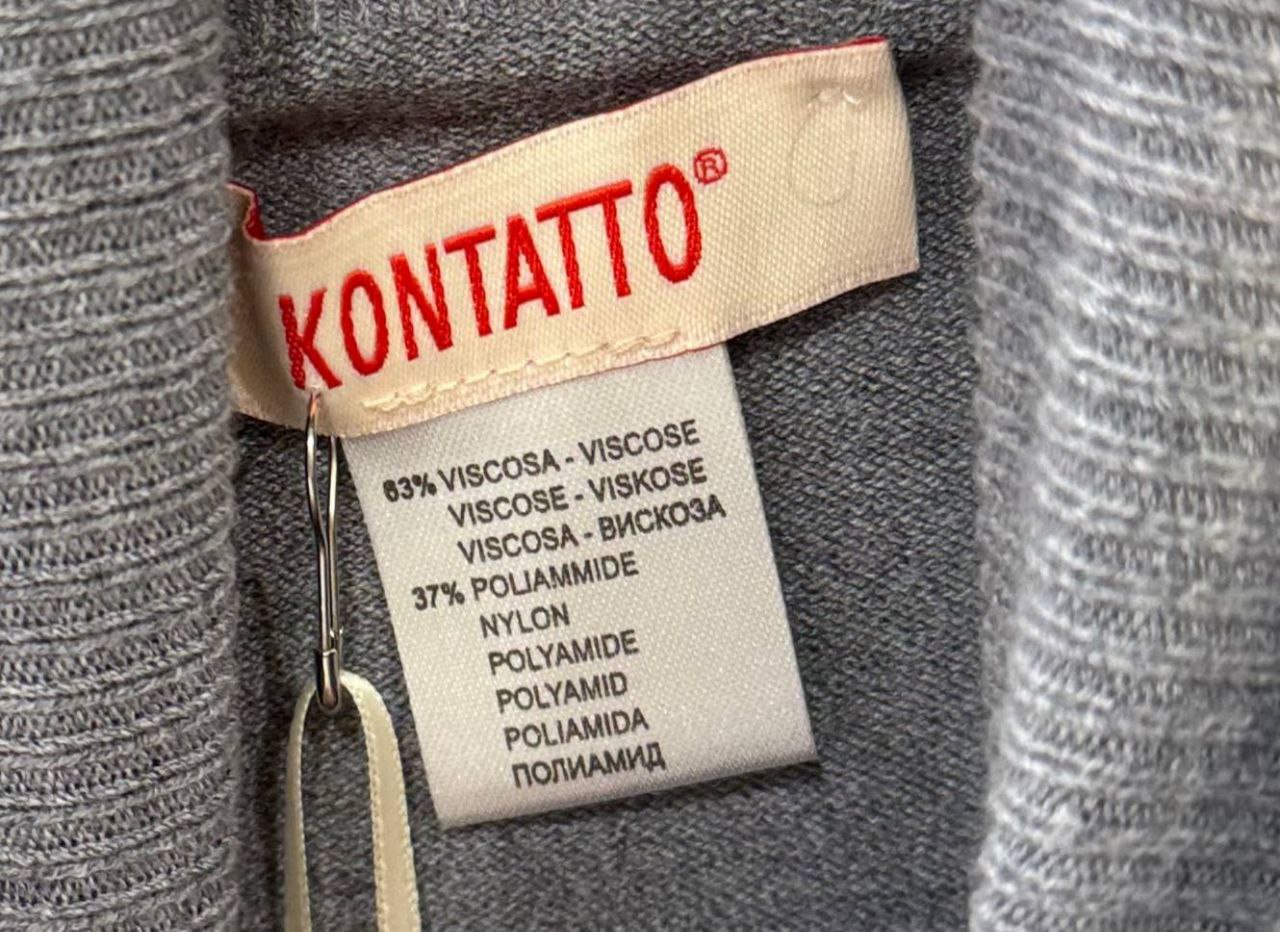 KONTATTO®
63% VISCOSA - VISCOSE
VISCOSE - VISKOSE
VISCOSA - ВИСКОЗА
37% POLIAMMIDE
NYLON
POLYAMIDE
POLYAMID
POLIAMIDA
ПОЛИАМИД